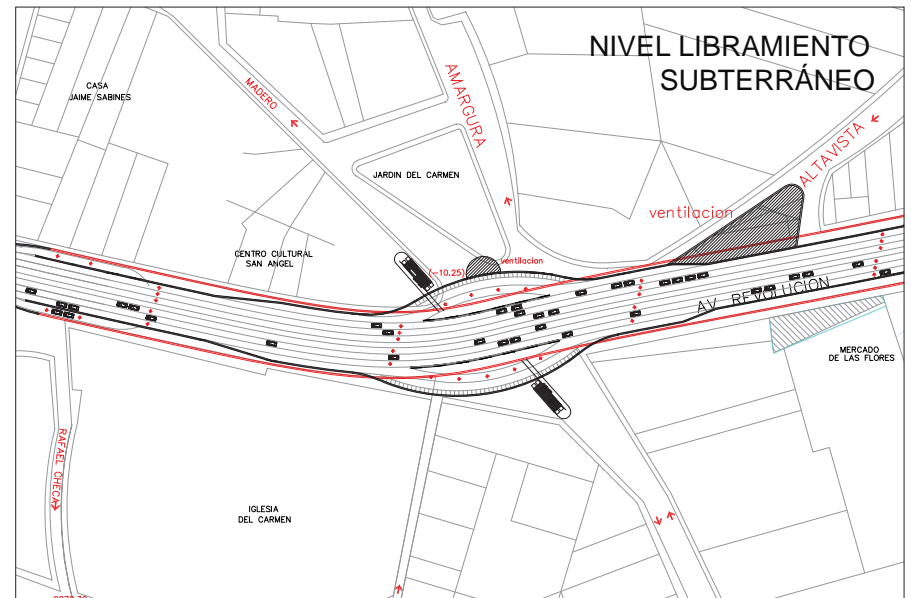 NIVEL LIBRAMIENTO
SUBTERRÁNEO
CASA
JAIME SABINES
MADERO
AMARGURA
ALTAVISTA
JARDIN DEL CARMEN
ventilacion
CENTRO CULTURAL
SAN ANGEL
ventilacion
(-10.25)
AV. REVOLUCION
MERCADO
DE LAS FLORES
RAFAEL CHECA
IGLESIA
DEL CARMEN